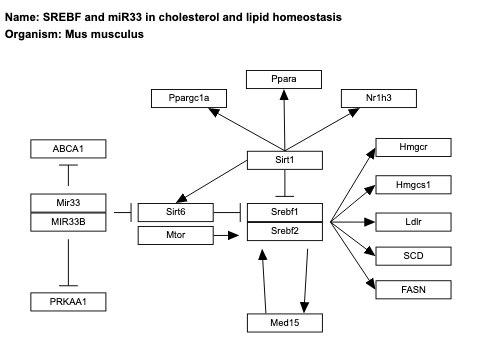 Name: SREBF and miR33 in cholesterol and lipid homeostasis
Organism: Mus musculus
Ppara
Ppargc1a
Nr1h3
ABCA1
Hmgcr
Sirt1
Hmgcs1
Mir33
MIR33B
Sirt6
Srebf1
Ldlr
Mtor
Srebf2
SCD
FASN
PRKAA1
Med15